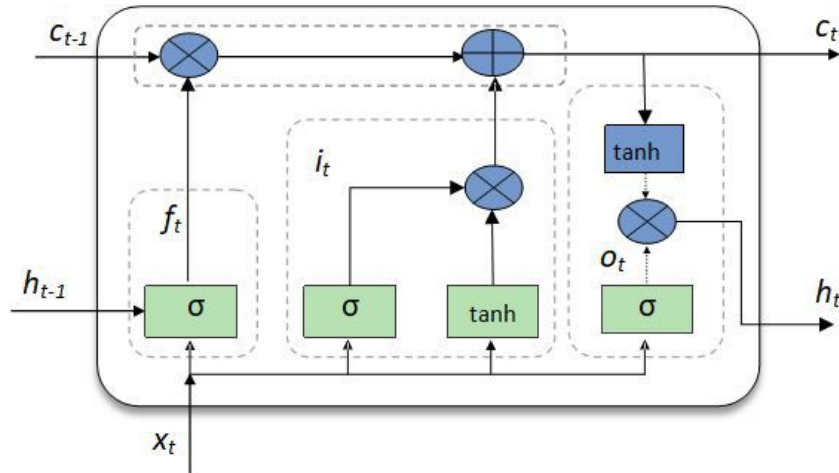 c_{t-1}
c_t
tanh
i_t
f_t
o_t
h_{t-1}
σ
σ
tanh
σ
h_t
x_t